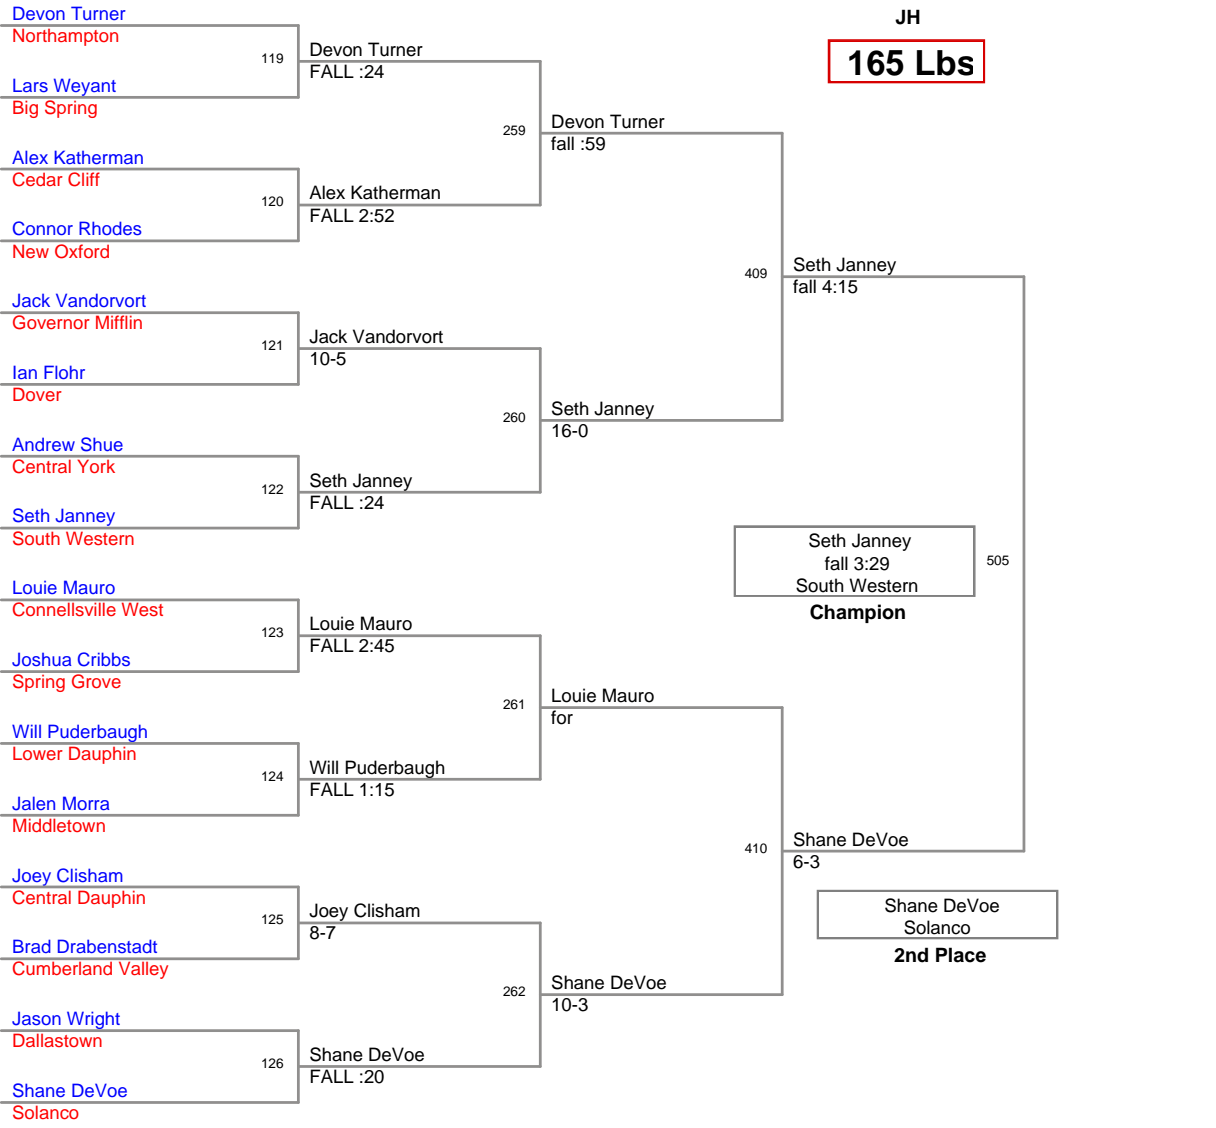 JH
165 Lbs
Devon Turner
Northampton
119
Devon Turner
FALL :24
Lars Weyant
Big Spring
259
Devon Turner
fall :59
Alex Katherman
Cedar Cliff
120
Alex Katherman
FALL 2:52
Connor Rhodes
New Oxford
409
Seth Janney
fall 4:15
Jack Vandorvort
Governor Mifflin
121
Jack Vandorvort
10-5
Ian Flohr
Dover
260
Seth Janney
16-0
Andrew Shue
Central York
122
Seth Janney
FALL :24
Seth Janney
South Western
Seth Janney
fall 3:29
South Western
Champion
505
Louie Mauro
Connellsville West
123
Louie Mauro
FALL 2:45
Joshua Cribbs
Spring Grove
261
Louie Mauro
for
Will Puderbaugh
Lower Dauphin
124
Will Puderbaugh
FALL 1:15
Jalen Morra
Middletown
410
Shane DeVoe
6-3
Joey Clisham
Central Dauphin
125
Joey Clisham
8-7
Shane DeVoe
Solanco
2nd Place
Brad Drabenstadt
Cumberland Valley
262
Shane DeVoe
10-3
Jason Wright
Dallastown
126
Shane DeVoe
FALL :20
Shane DeVoe
Solanco